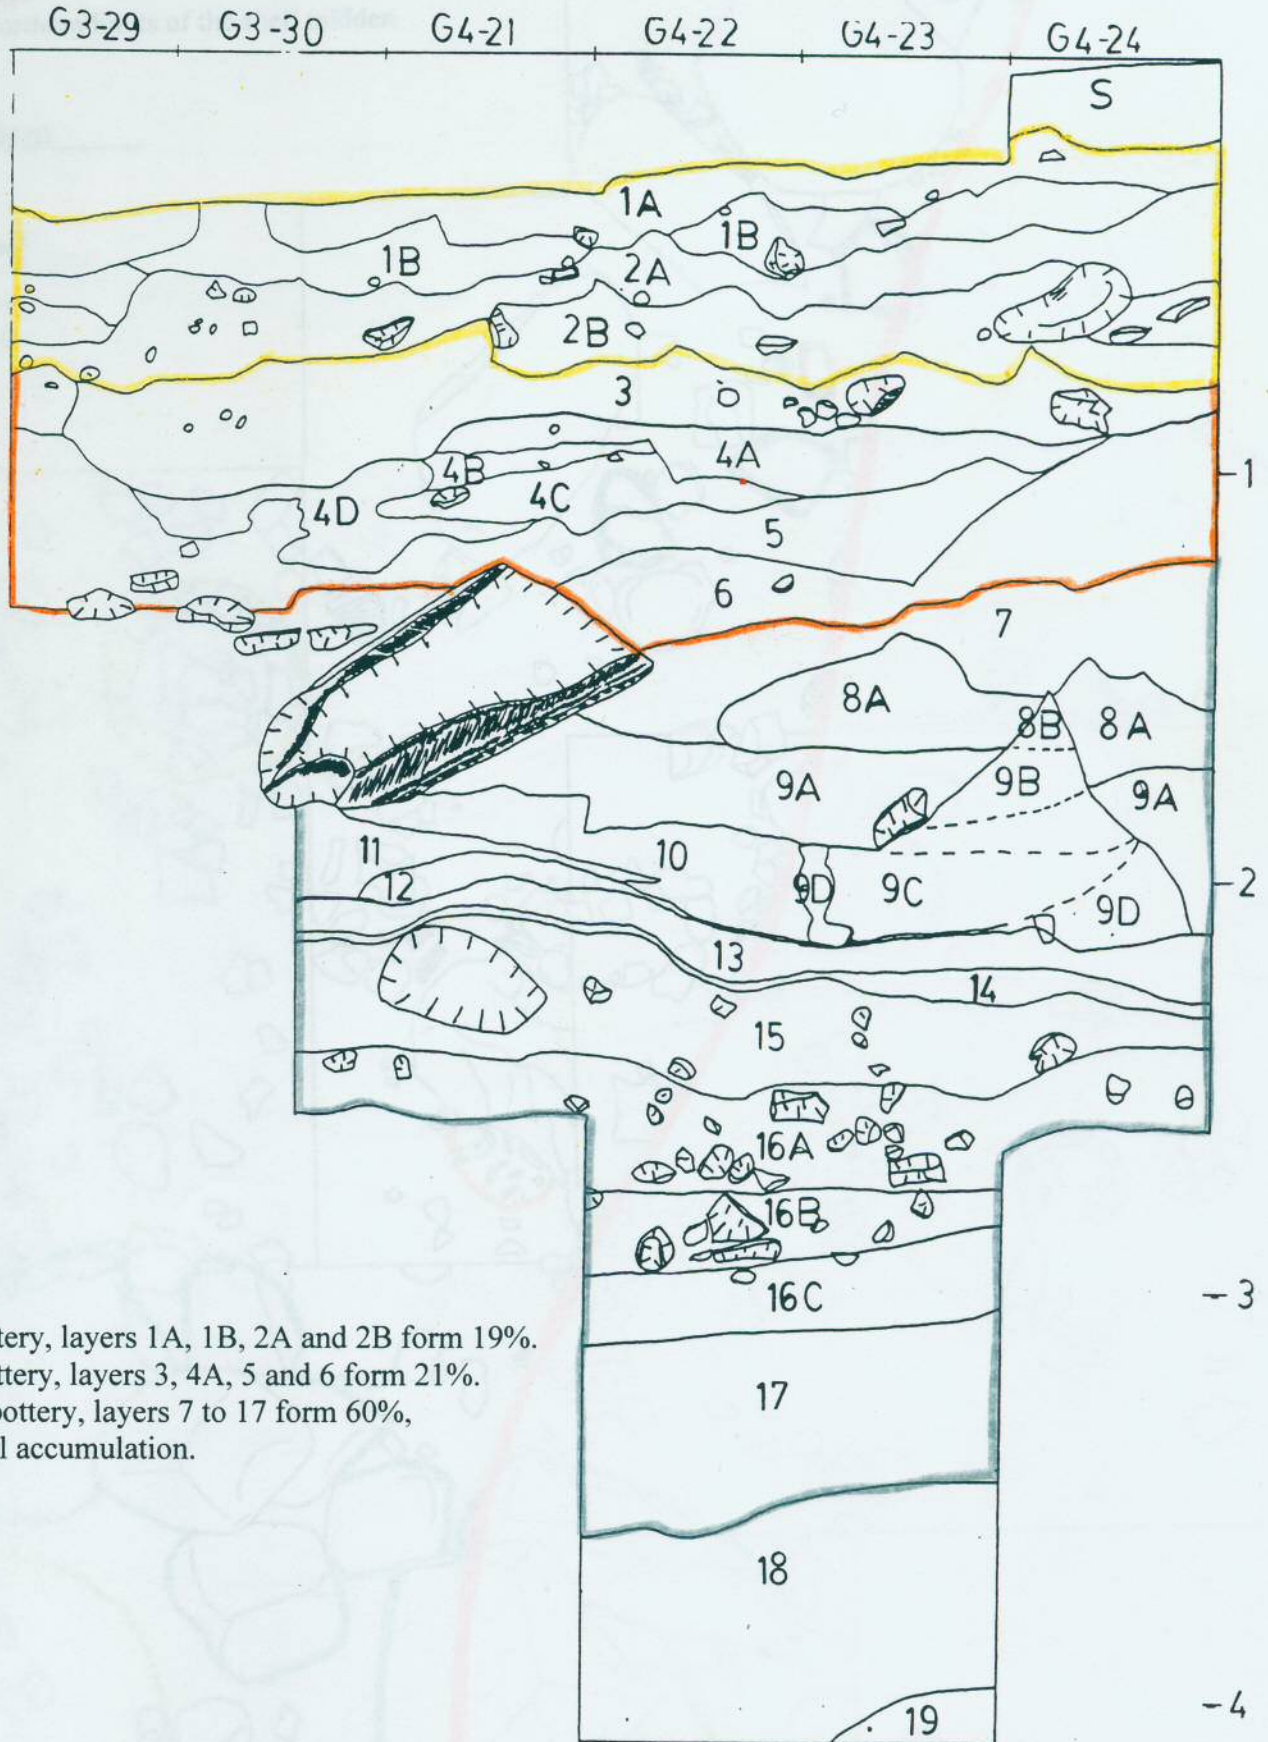 G3-29 G3-30 G4-21 G4-22 G4-23 G4-24
S
1A
1B
1B
2A
2B
3
4A
4B
4C
-1
4D
5
6
7
8A
8B 8A
9A
9B
9A
11
10
12
9D
9C
-2
9D
13
14
15
16A
16B
16C
-3
tery, layers 1A, 1B, 2A and 2B form 19%.
ttery, layers 3, 4A, 5 and 6 form 21%.
pottery, layers 7 to 17 form 60%,
l accumulation.
17
18
-4
19